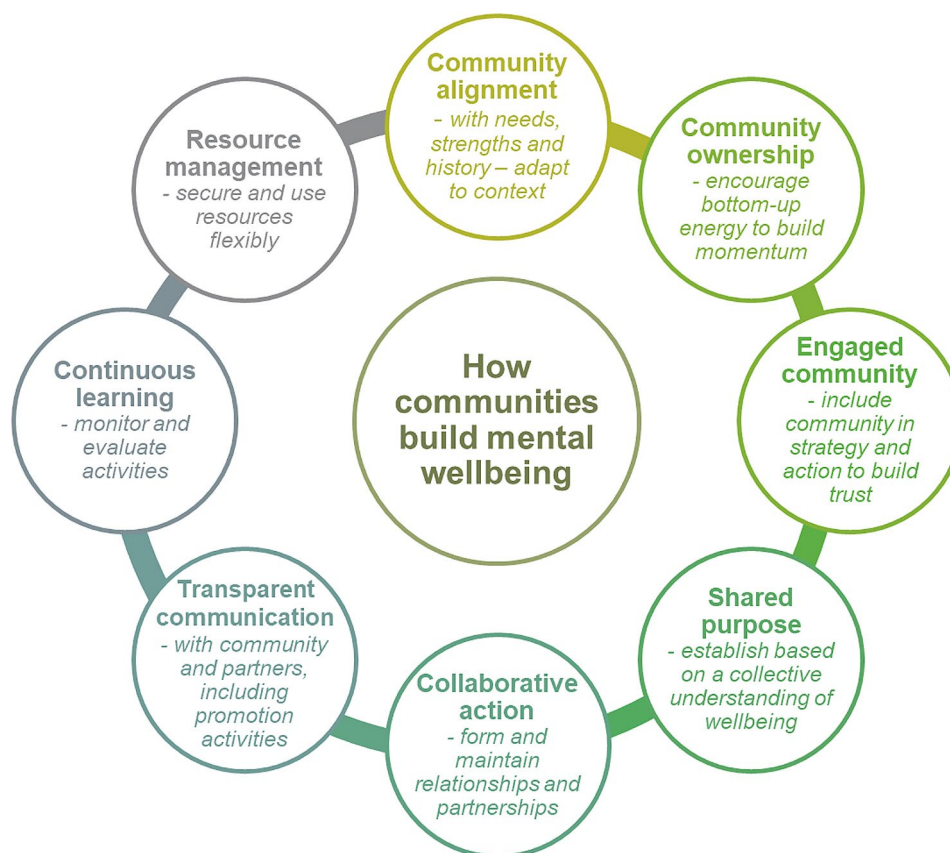 Community
alignment
- with needs,
strengths and
history – adapt
to context
Community
ownership
- encourage
bottom-up
energy to build
momentum
Engaged
community
- include
community in
strategy and
action to build
trust
Shared
purpose
- establish based
on a collective
understanding of
wellbeing
Collaborative
action
- form and
maintain
relationships and
partnerships
Transparent
communication
- with community
and partners,
including
promotion
activities
Continuous
learning
- monitor and
evaluate
activities
Resource
management
- secure and use
resources
flexibly
How
communities
build mental
wellbeing